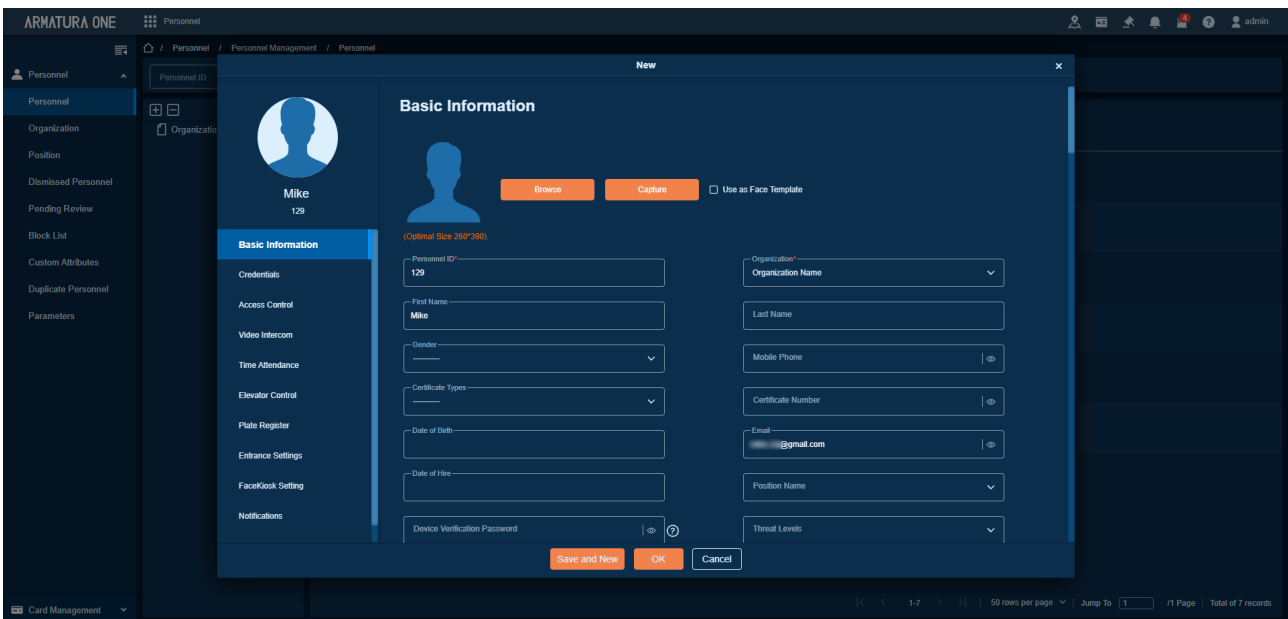 ARMATURA ONE
Personnel
4
admin
/ Personnel / Personnel Management / Personnel
Personnel
Personnel
Organization
Position
Dismissed Personnel
Pending Review
Block List
Custom Attributes
Duplicate Personnel
Parameters
Card Management
Personnel ID
Organizatio
New
×
Mike
129
Basic Information
Credentials
Access Control
Video Intercom
Time Attendance
Elevator Control
Plate Register
Entrance Settings
FaceKiosk Setting
Notifications
Basic Information
Browse Capture Use as Face Template
(Optimal Size 260*390).
Personnel ID* Organization*
129 Organization Name
First Name
Mike Last Name
Gender
——— Mobile Phone
Certificate Types
——— Certificate Number
Date of Birth Email
@gmail.com
Date of Hire
Position Name
Device Verification Password ? Threat Levels
Save and New OK Cancel
|< < 1-7 > >| 50 rows per page Jump To 1 /1 Page Total of 7 records